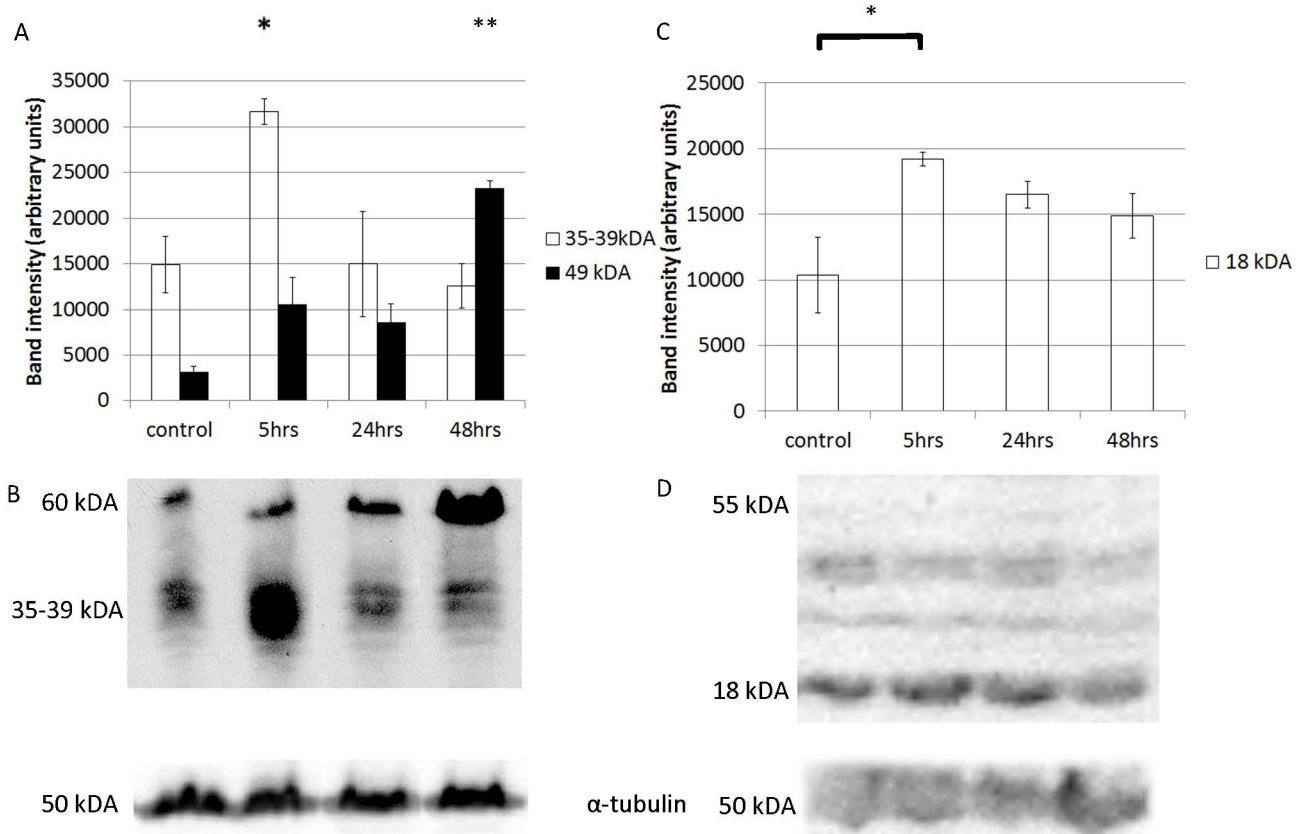 A
*
**
Band intensity (arbitrary units)
35000
30000
25000
20000
15000
10000
5000
0
control 5hrs 24hrs 48hrs
35-39kDA
49 kDA
C
*
Band intensity (arbitrary units)
25000
20000
15000
10000
5000
0
control 5hrs 24hrs 48hrs
18 kDA
B
60 kDA
35-39 kDA
50 kDA
D
55 kDA
18 kDA
α-tubulin
50 kDA